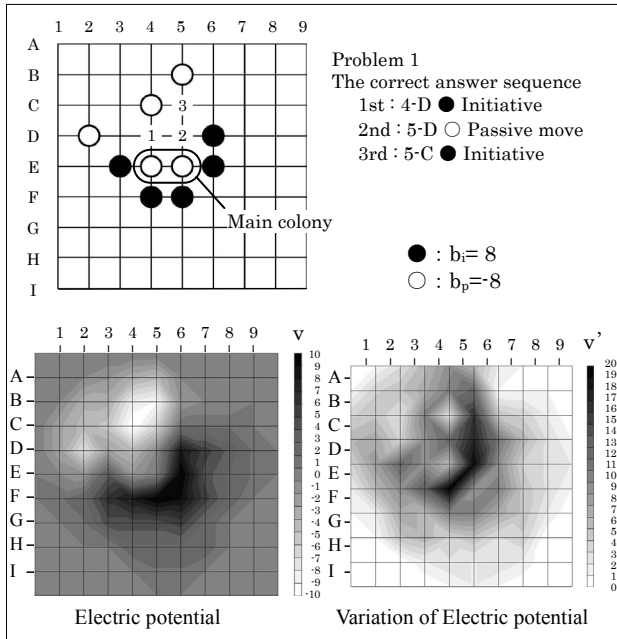 1 2 3 4 5 6 7 8 9
A
B
C
D
E
F
G
H
I
3
1 2
Main colony
Problem 1
The correct answer sequence
1st : 4-D ● Initiative
2nd : 5-D ○ Passive move
3rd : 5-C ● Initiative
● : bi= 8
○ : bp=-8
1 2 3 4 5 6 7 8 9
A
B
C
D
E
F
G
H
I
v
10
9
8
7
6
5
4
3
2
1
0
-1
-2
-3
-4
-5
-6
-7
-8
-9
-10
Electric potential
1 2 3 4 5 6 7 8 9
A
B
C
D
E
F
G
H
I
v'
20
19
18
17
16
15
14
13
12
11
10
9
8
7
6
5
4
3
2
1
0
Variation of Electric potential